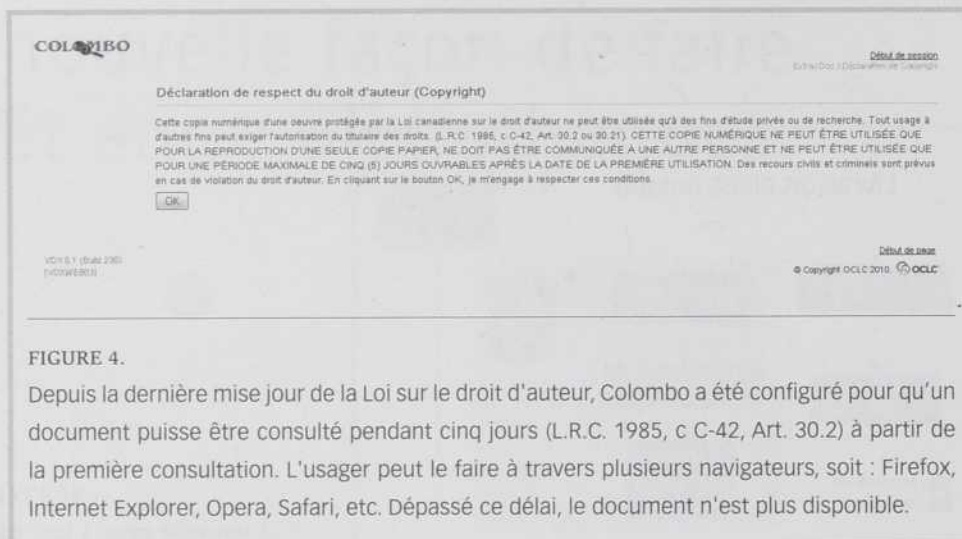 COLOMBO
Début de session
Déclaration de respect du droit d'auteur (Copyright)
Cette copie numérique d'une oeuvre protégée par la Loi canadienne sur le droit d'auteur ne peut être utilisée qu'à des fins d'étude privée ou de recherche. Tout usage à
d'autres fins peut exiger l'autorisation du titulaire des droits. (L.R.C. 1985, c C-42, Art. 30.2 ou 30.21). CETTE COPIE NUMÉRIQUE NE PEUT ÊTRE UTILISÉE QUE
POUR LA REPRODUCTION D'UNE SEULE COPIE PAPIER, NE DOIT PAS ÊTRE COMMUNIQUÉE À UNE AUTRE PERSONNE ET NE PEUT ÊTRE UTILISÉE QUE
POUR UNE PÉRIODE MAXIMALE DE CINQ (5) JOURS OUVRABLES APRÈS LA DATE DE LA PREMIÈRE UTILISATION. Des recours civils et criminels sont prévus
en cas de violation du droit d'auteur. En cliquant sur le bouton OK, je m'engage à respecter ces conditions.
OK
Début de page
© Copyright OCLC 2010, OCLC
FIGURE 4.
Depuis la dernière mise jour de la Loi sur le droit d'auteur, Colombo a été configuré pour qu'un
document puisse être consulté pendant cinq jours (L.R.C. 1985, c C-42, Art. 30.2) à partir de
la première consultation. L'usager peut le faire à travers plusieurs navigateurs, soit : Firefox,
Internet Explorer, Opera, Safari, etc. Dépassé ce délai, le document n'est plus disponible.